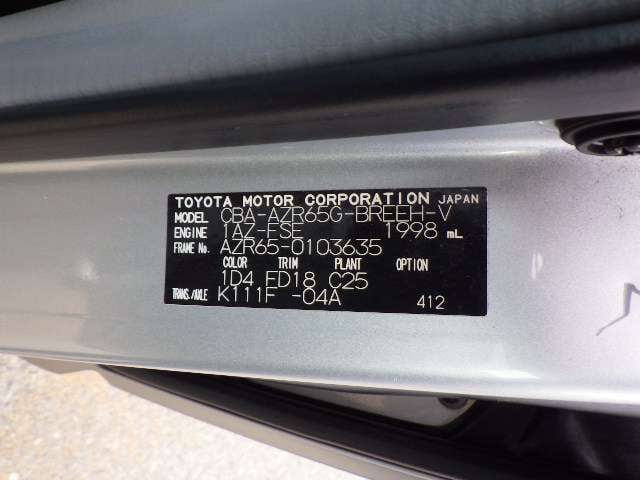 TOYOTA MOTOR CORPORATION JAPAN
MODEL CBA-AZR65G-BREEH-V
ENGINE 1AZ-FSE 1998 mL
FRAME No. AZR65-0103635
COLOR TRIM PLANT OPTION
1D4 FD18 C25
TRANS./AXLE K111F -04A 412